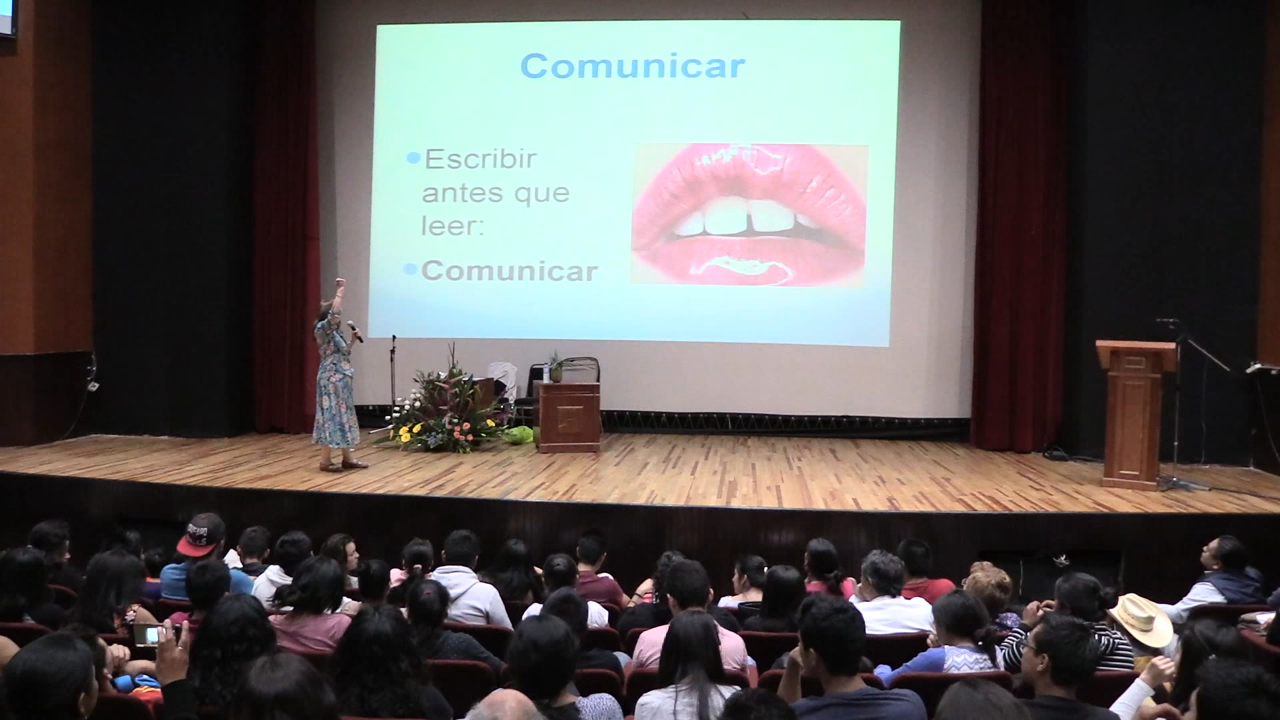 Comunicar
•Escribir
antes que
leer:
•Comunicar